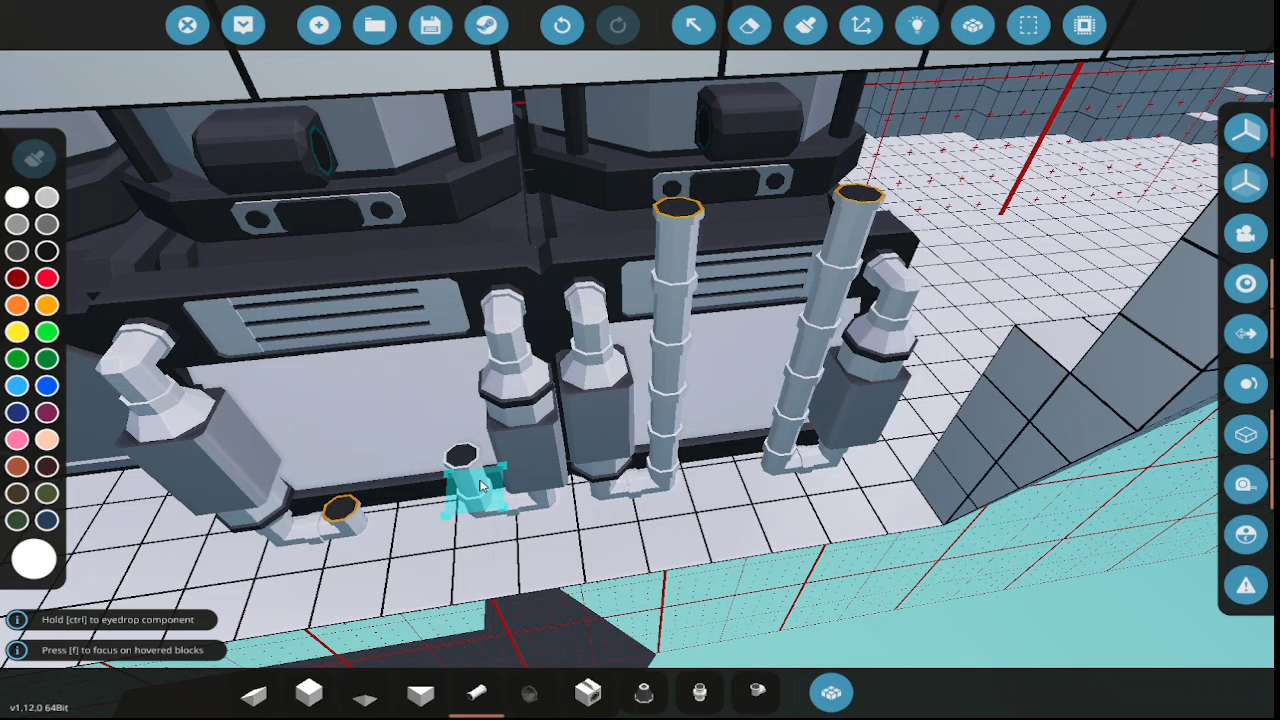 Hold [ctrl] to eyedrop component
Press [f] to focus on hovered blocks
v1.12.0 64Bit